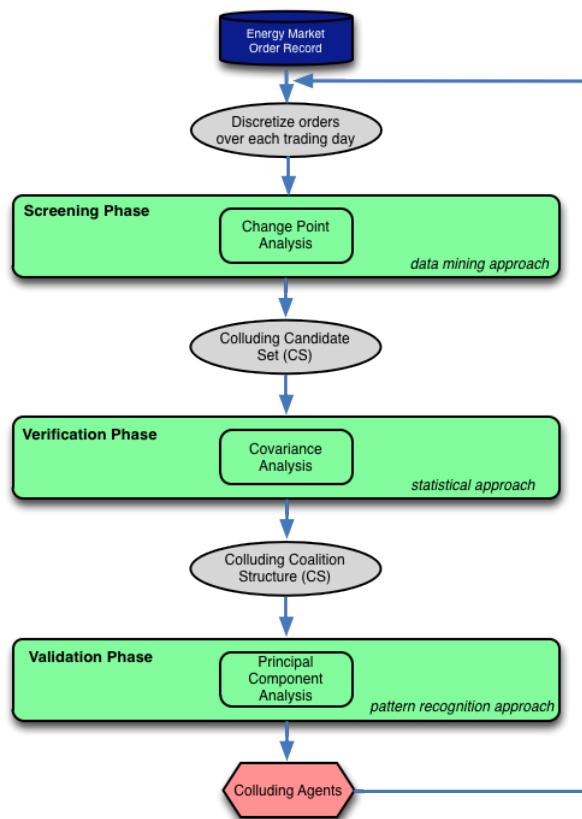 Energy Market
Order Record
Discretize orders
over each trading day
Screening Phase
Change Point
Analysis
data mining approach
Colluding Candidate
Set (CS)
Verification Phase
Covariance
Analysis
statistical approach
Colluding Coalition
Structure (CS)
Validation Phase
Principal
Component
Analysis
pattern recognition approach
Colluding Agents